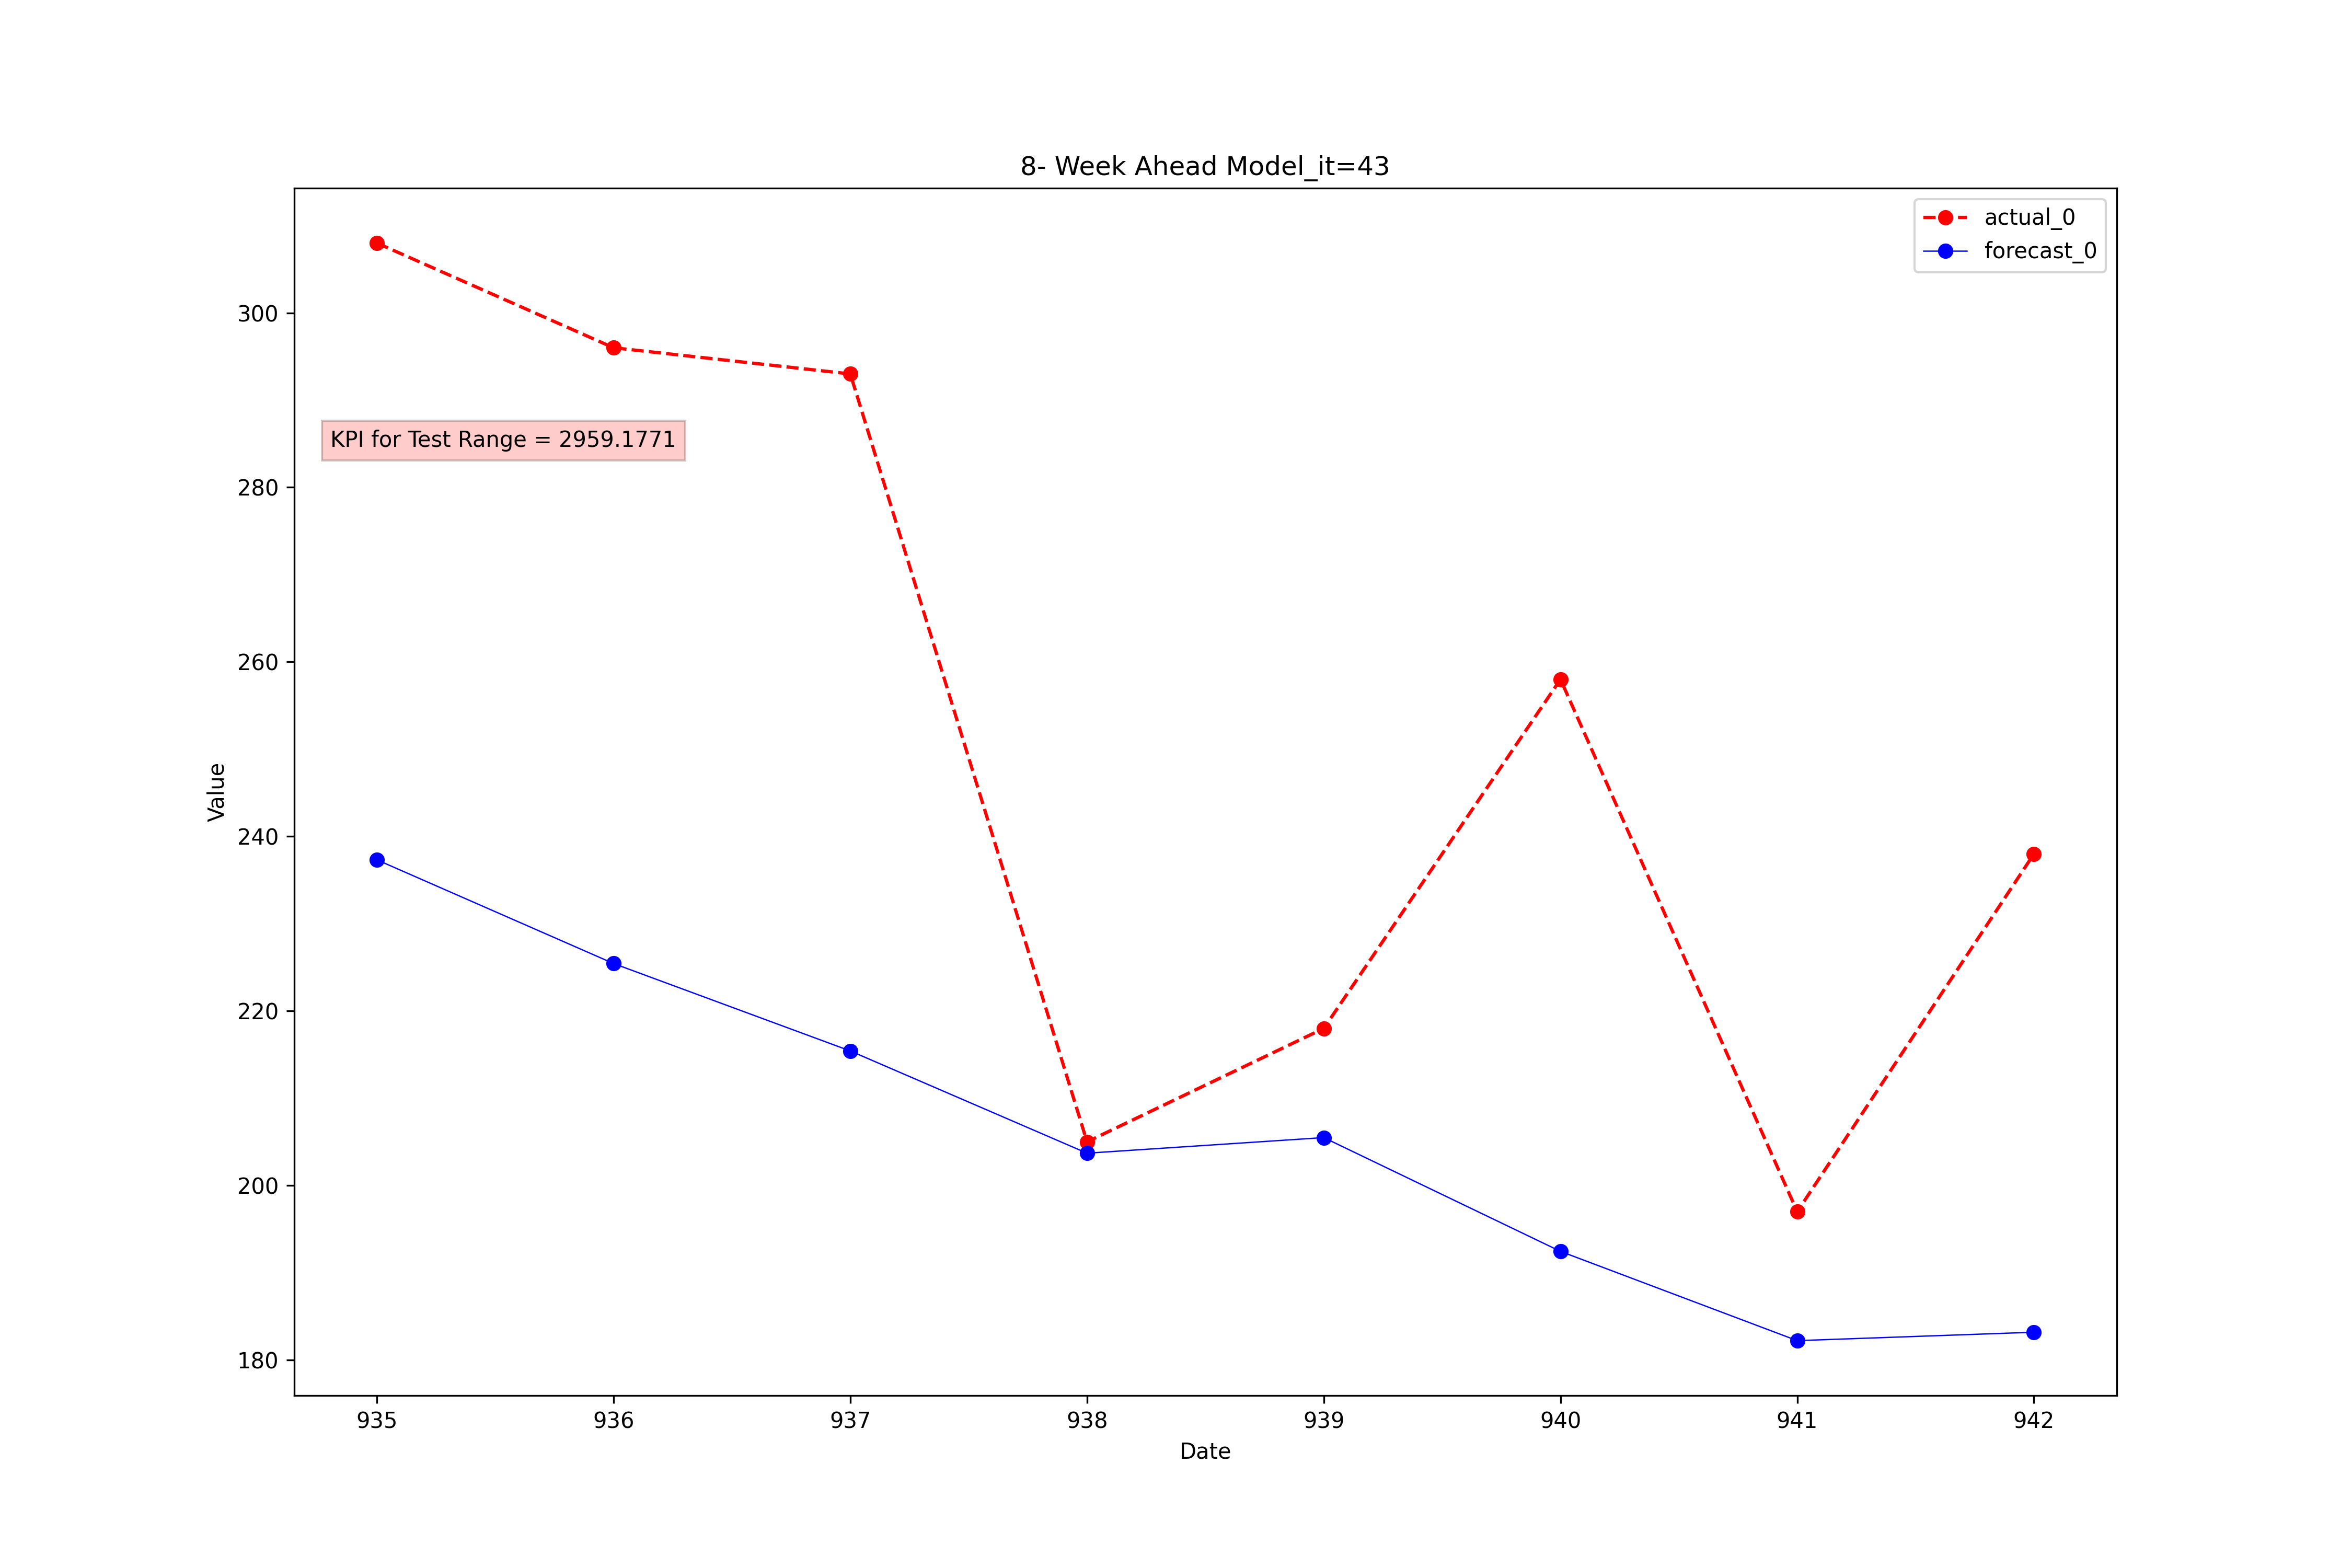 8- Week Ahead Model_it=43
actual_0
forecast_0
KPI for Test Range = 2959.1771
Value
300
280
260
240
220
200
180
935 936 937 938 939 940 941 942
Date